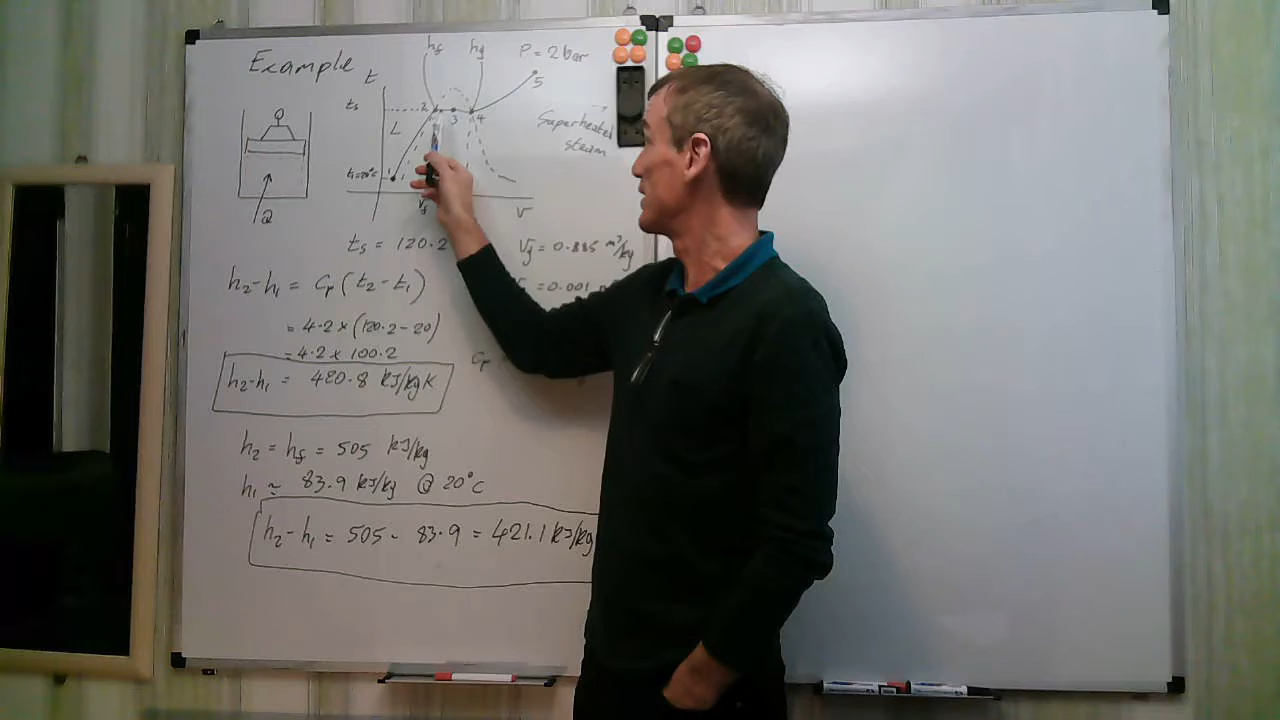 Example
t
hf
hg
P = 2 bar
ts
2
3
4
5
L
Superheated
steam
1
Q
vf
v
ts = 120.2
vg = 0.885 m³/kg
h2-h1 = Cp(t2-t1)
= 0.001
= 4.2 x (120.2-20)
= 4.2 x 100.2
Cp
h2-h1 = 420.8 kJ/kgK
h2 = hf = 505 kJ/kg
h1 ≈ 83.9 kJ/kg @ 20°C
h2-h1 = 505 - 83.9 = 421.1 kJ/kg